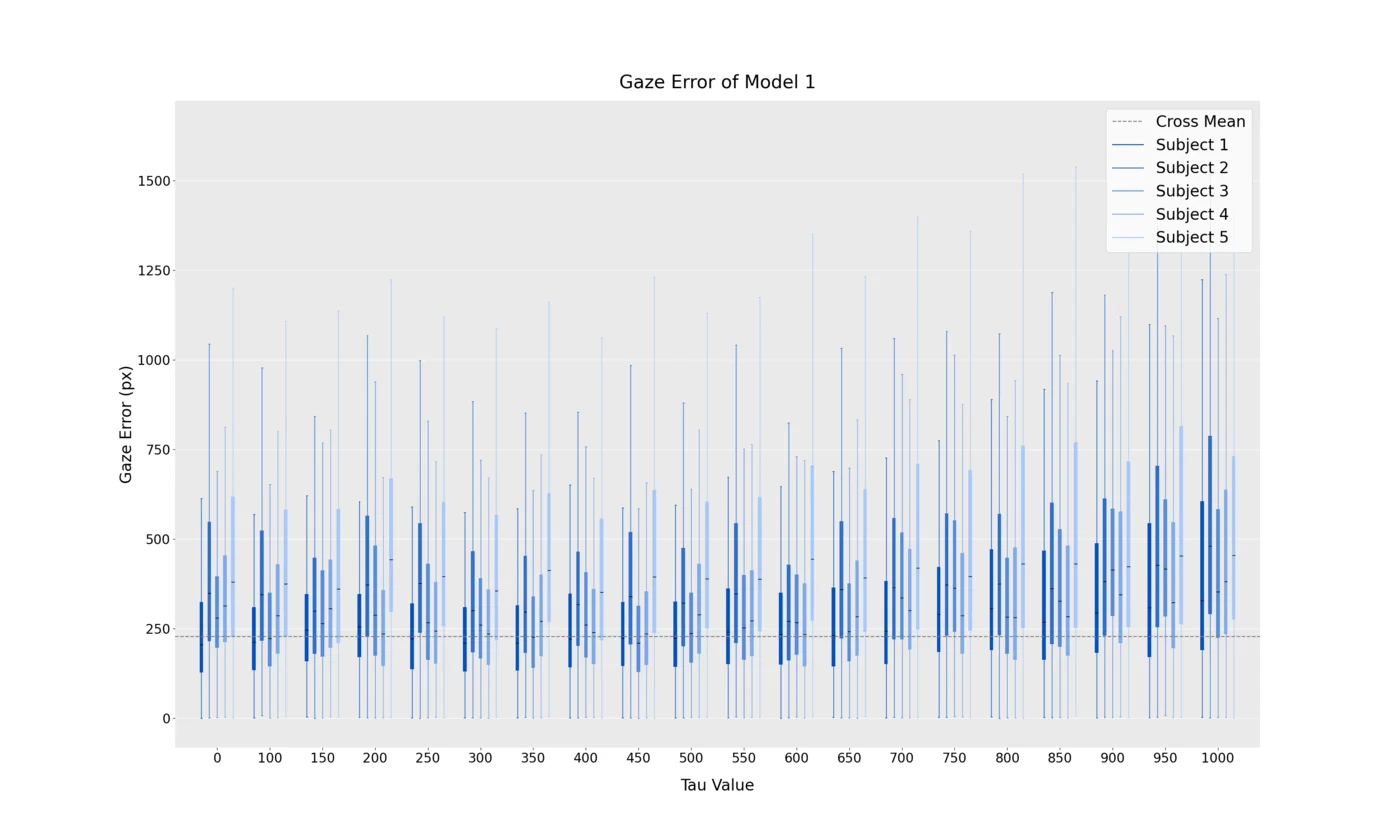 Gaze Error of Model 1
Cross Mean
Subject 1
Subject 2
Subject 3
Subject 4
Subject 5
Gaze Error (px)
1500
1250
1000
750
500
250
0
0 100 150 200 250 300 350 400 450 500 550 600 650 700 750 800 850 900 950 1000
Tau Value